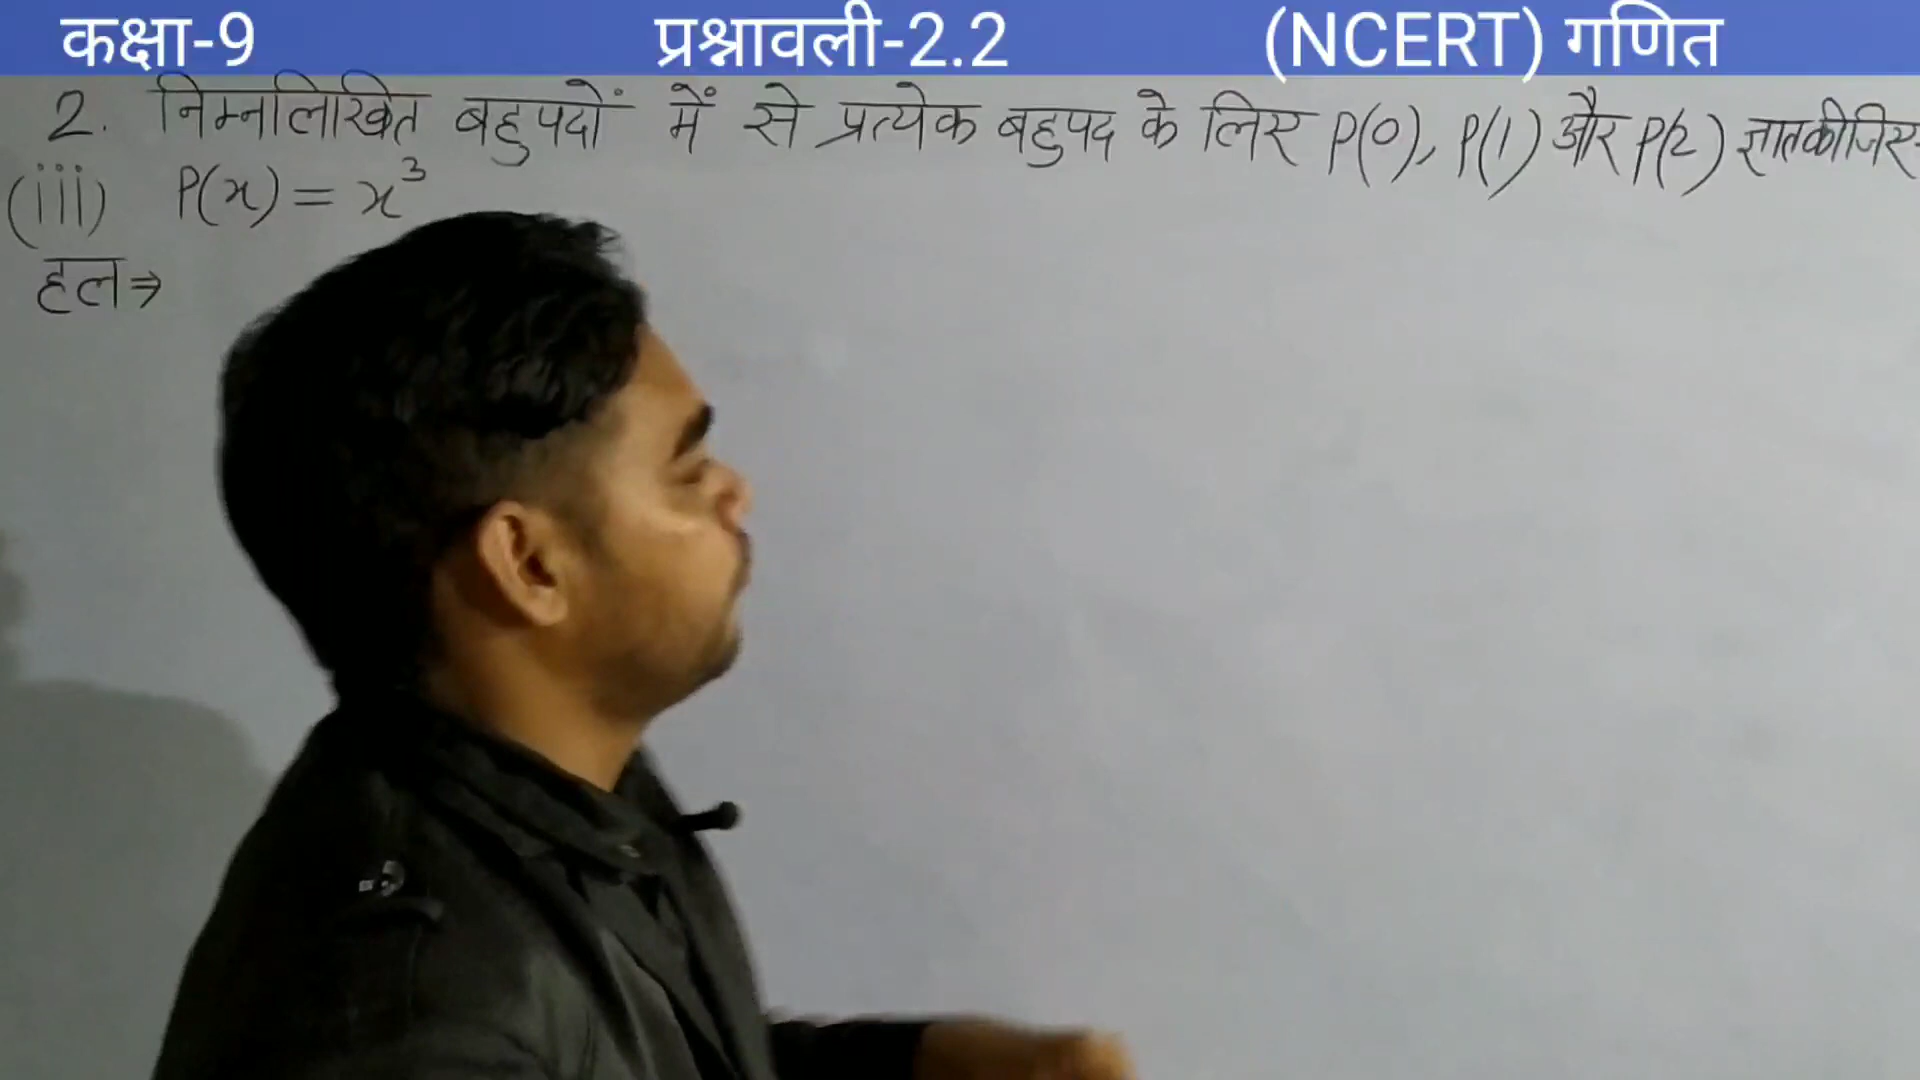 कक्षा-9 प्रश्नावली-2.2 (NCERT) गणित
2. निम्नलिखित बहुपदों में से प्रत्येक बहुपद के लिए P(0), P(1) और P(2) ज्ञात कीजिए
(iii) P(x) = x³
हल⇒